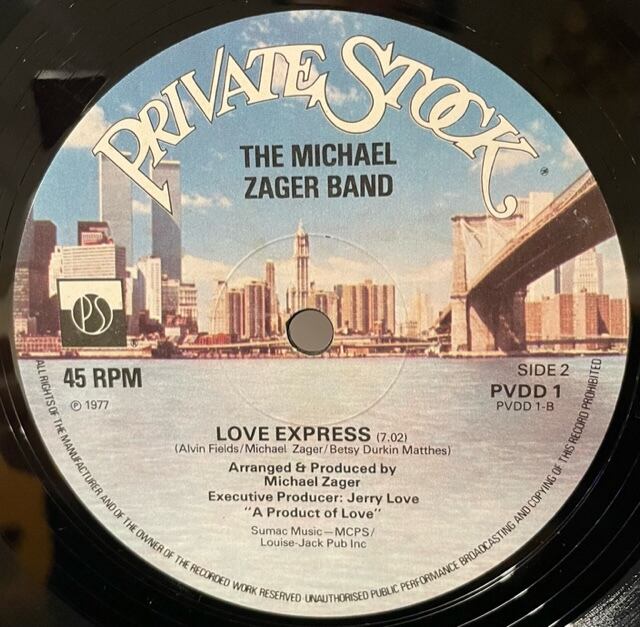 PRIVATE STOCK
THE MICHAEL
ZAGER BAND
PS
45 RPM
℗ 1977
SIDE 2
PVDD 1
PVDD 1-B
LOVE EXPRESS (7.02)
(Alvin Fields/Michael Zager/Betsy Durkin Matthes)
Arranged & Produced by
Michael Zager
Executive Producer: Jerry Love
"A Product of Love"
Sumac Music—MCPS/
Louise-Jack Pub Inc
ALL RIGHTS OF THE MANUFACTURER AND OF THE OWNER OF THE RECORDED WORK RESERVED·UNAUTHORISED PUBLIC PERFORMANCE BROADCASTING AND COPYING OF THIS RECORD PROHIBITED